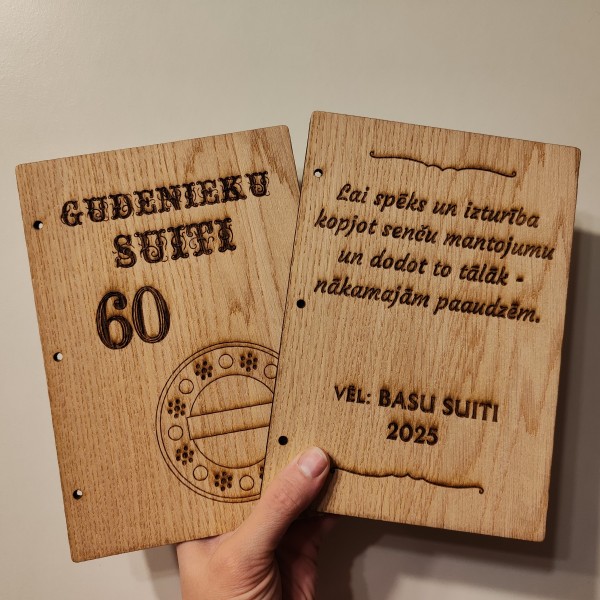 GUDENIEKU
SUITI
60
Lai spēks un izturība
kopjot senču mantojumu
un dodot to tālāk -
nākamajām paaudzēm.
VĒL: BASU SUITI
2025